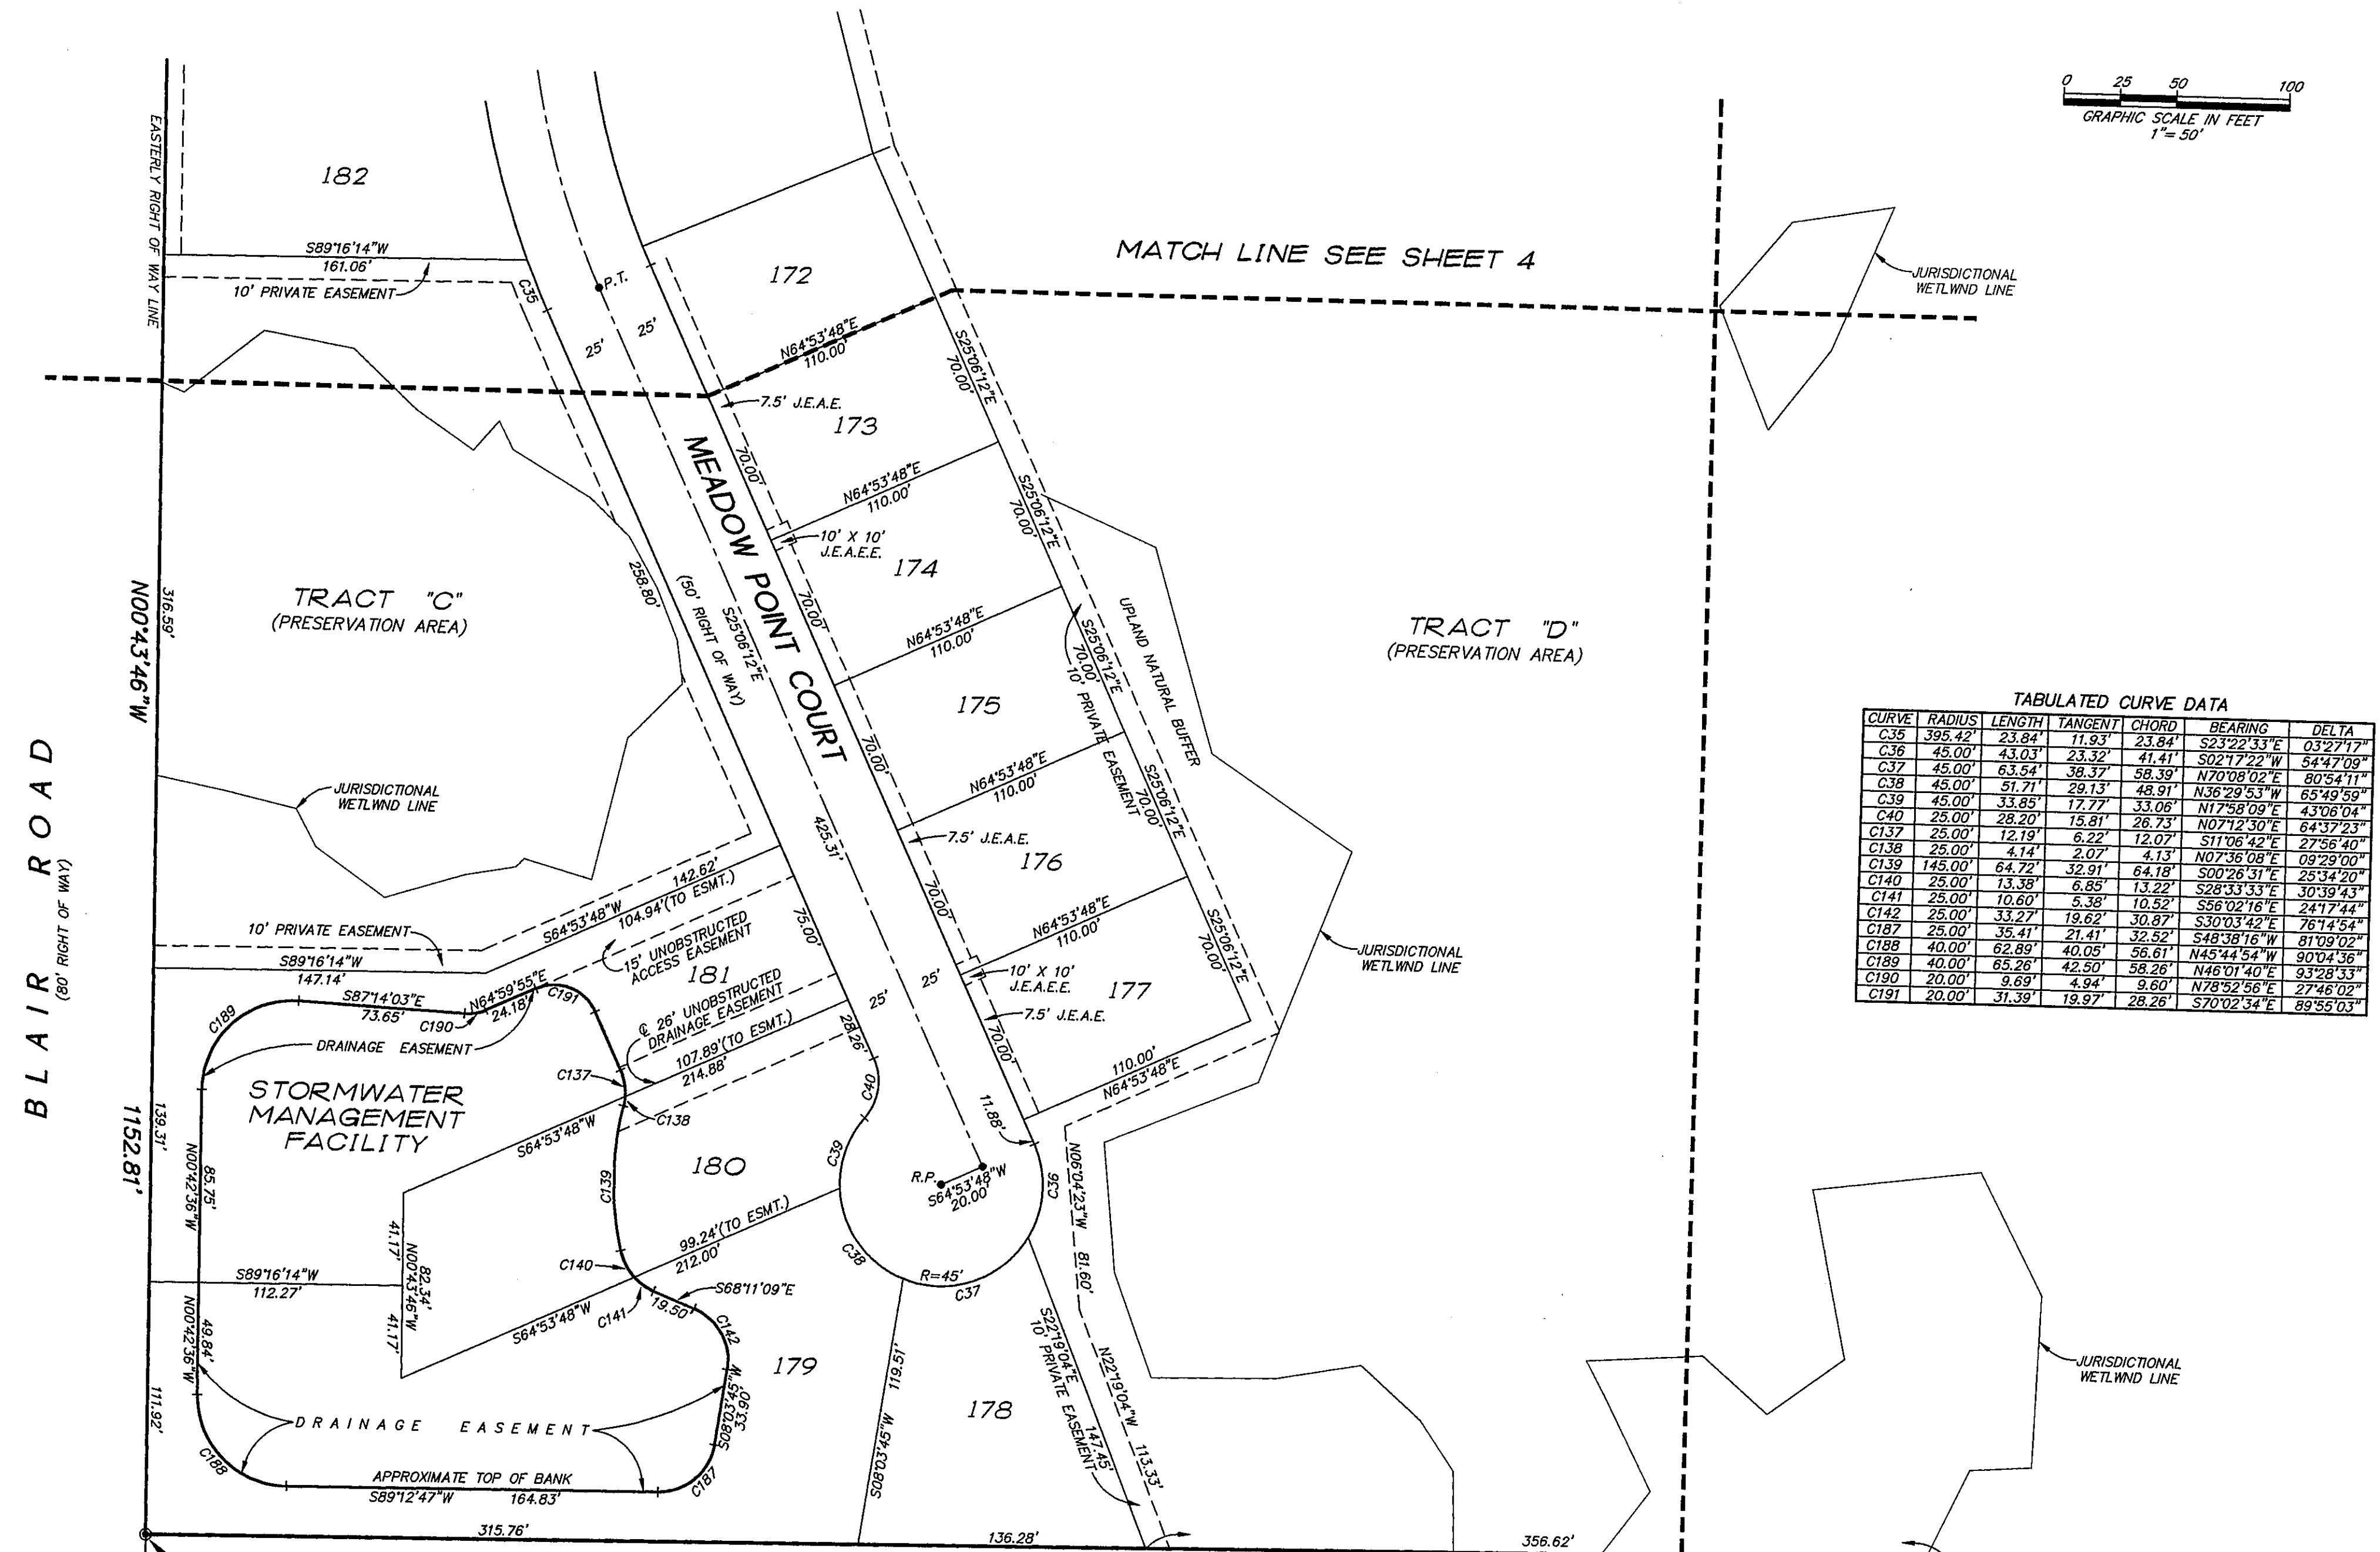 0 25 50 100
GRAPHIC SCALE IN FEET
1"= 50'
EASTERLY RIGHT OF WAY LINE
182
S89°16'14"W
161.06'
10' PRIVATE EASEMENT
C35
P.T.
25'
25'
172
MATCH LINE SEE SHEET 4
JURISDICTIONAL
WETLWND LINE
N64°53'48"E
110.00'
S25°06'12"E
70.00'
7.5' J.E.A.E.
173
70.00'
N64°53'48"E
110.00'
S25°06'12"E
70.00'
10' X 10'
J.E.A.E.E.
174
70.00'
N64°53'48"E
110.00'
S25°06'12"E
70.00'
10' PRIVATE EASEMENT
UPLAND NATURAL BUFFER
175
70.00'
N64°53'48"E
110.00'
S25°06'12"E
70.00'
7.5' J.E.A.E.
176
70.00'
N64°53'48"E
110.00'
S25°06'12"E
70.00'
10' X 10'
J.E.A.E.E.
177
7.5' J.E.A.E.
70.00'
110.00'
N64°53'48"E
MEADOW POINT COURT
(50' RIGHT OF WAY)
S25°06'12"E
425.31'
258.80'
TRACT "C"
(PRESERVATION AREA)
TRACT "D"
(PRESERVATION AREA)
316.59'
N00°43'46"W
1152.81'
BLAIR ROAD
(80' RIGHT OF WAY)
JURISDICTIONAL
WETLWND LINE
JURISDICTIONAL
WETLWND LINE
142.62'
S64°53'48"W
104.94'(TO ESMT.)
75.00'
15' UNOBSTRUCTED
ACCESS EASEMENT
10' PRIVATE EASEMENT
S89°16'14"W
147.14'
181
25'
25'
C189
S87°14'03"E
73.65'
C190
N64°59'55"E
24.18'
C191
DRAINAGE EASEMENT
℄ 26' UNOBSTRUCTED
DRAINAGE EASEMENT
107.89'(TO ESMT.)
214.88'
28.26'
S64°53'48"W
C137
C138
C40
STORMWATER
MANAGEMENT
FACILITY
139.31'
85.75'
N00°42'36"W
C139
180
C39
R.P.
S64°53'48"W
20.00'
11.88'
C36
99.24'(TO ESMT.)
212.00'
C38
R=45'
C37
41.17'
82.34'
N00°43'46"W
41.17'
S89°16'14"W
112.27'
C140
S64°53'48"W
C141
19.50'
S68°11'09"E
C142
49.84'
N00°42'36"W
111.92'
179
S08°03'45"W
33.90'
DRAINAGE EASEMENT
C188
C187
APPROXIMATE TOP OF BANK
S89°12'47"W 164.83'
S08°03'45"W 119.51'
178
S22°19'04"E 147.45'
10' PRIVATE EASEMENT
N06°04'23"W 81.60'
N22°19'04"W 113.33'
315.76'
136.28'
356.62'
JURISDICTIONAL
WETLWND LINE
TABULATED CURVE DATA
CURVE RADIUS LENGTH TANGENT CHORD BEARING DELTA
C35 395.42' 23.84' 11.93' 23.84' S23°22'33"E 03°27'17"
C36 45.00' 43.03' 23.32' 41.41' S02°17'22"W 54°47'09"
C37 45.00' 63.54' 38.37' 58.39' N70°08'02"E 80°54'11"
C38 45.00' 51.71' 29.13' 48.91' N36°29'53"W 65°49'59"
C39 45.00' 33.85' 17.77' 33.06' N17°58'09"E 43°06'04"
C40 25.00' 28.20' 15.81' 26.73' N07°12'30"E 64°37'23"
C137 25.00' 12.19' 6.22' 12.07' S11°06'42"E 27°56'40"
C138 25.00' 4.14' 2.07' 4.13' N07°36'08"E 09°29'00"
C139 145.00' 64.72' 32.91' 64.18' S00°26'31"E 25°34'20"
C140 25.00' 13.38' 6.85' 13.22' S28°33'33"E 30°39'43"
C141 25.00' 10.60' 5.38' 10.52' S56°02'16"E 24°17'44"
C142 25.00' 33.27' 19.62' 30.87' S30°03'42"E 76°14'54"
C187 25.00' 35.41' 21.41' 32.52' S48°38'16"W 81°09'02"
C188 40.00' 62.89' 40.05' 56.61' N45°44'54"W 90°04'36"
C189 40.00' 65.26' 42.50' 58.26' N46°01'40"E 93°28'33"
C190 20.00' 9.69' 4.94' 9.60' N78°52'56"E 27°46'02"
C191 20.00' 31.39' 19.97' 28.26' S70°02'34"E 89°55'03"